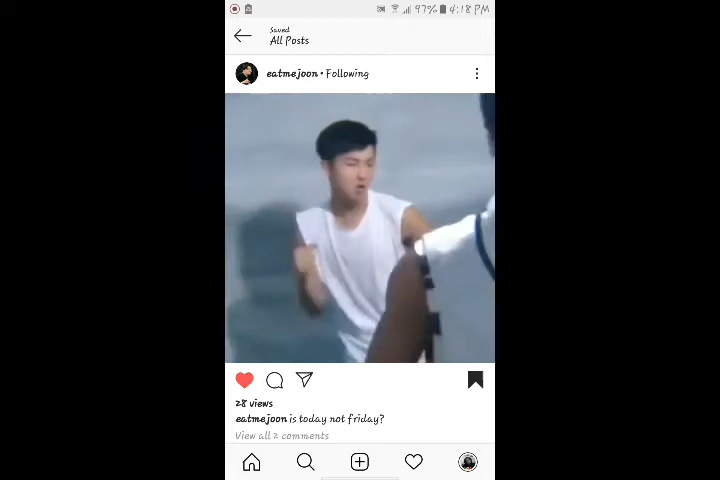 97% 4:18 PM
Saved
All Posts
eatmejoon • Following
28 views
eatmejoon is today not friday?
View all 2 comments